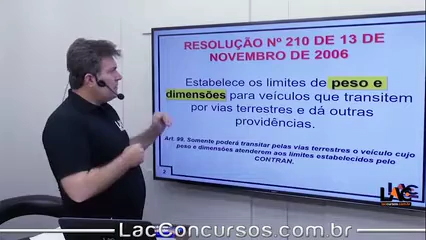 RESOLUÇÃO Nº 210 DE 13 DE
NOVEMBRO DE 2006
Estabelece os limites de peso e
dimensões para veículos que transitem
por vias terrestres e dá outras
providências.
Art. 99. Somente poderá transitar pelas vias terrestres o veículo cujo
peso e dimensões atenderem aos limites estabelecidos pelo
CONTRAN.
2
LacConcursos.com.br